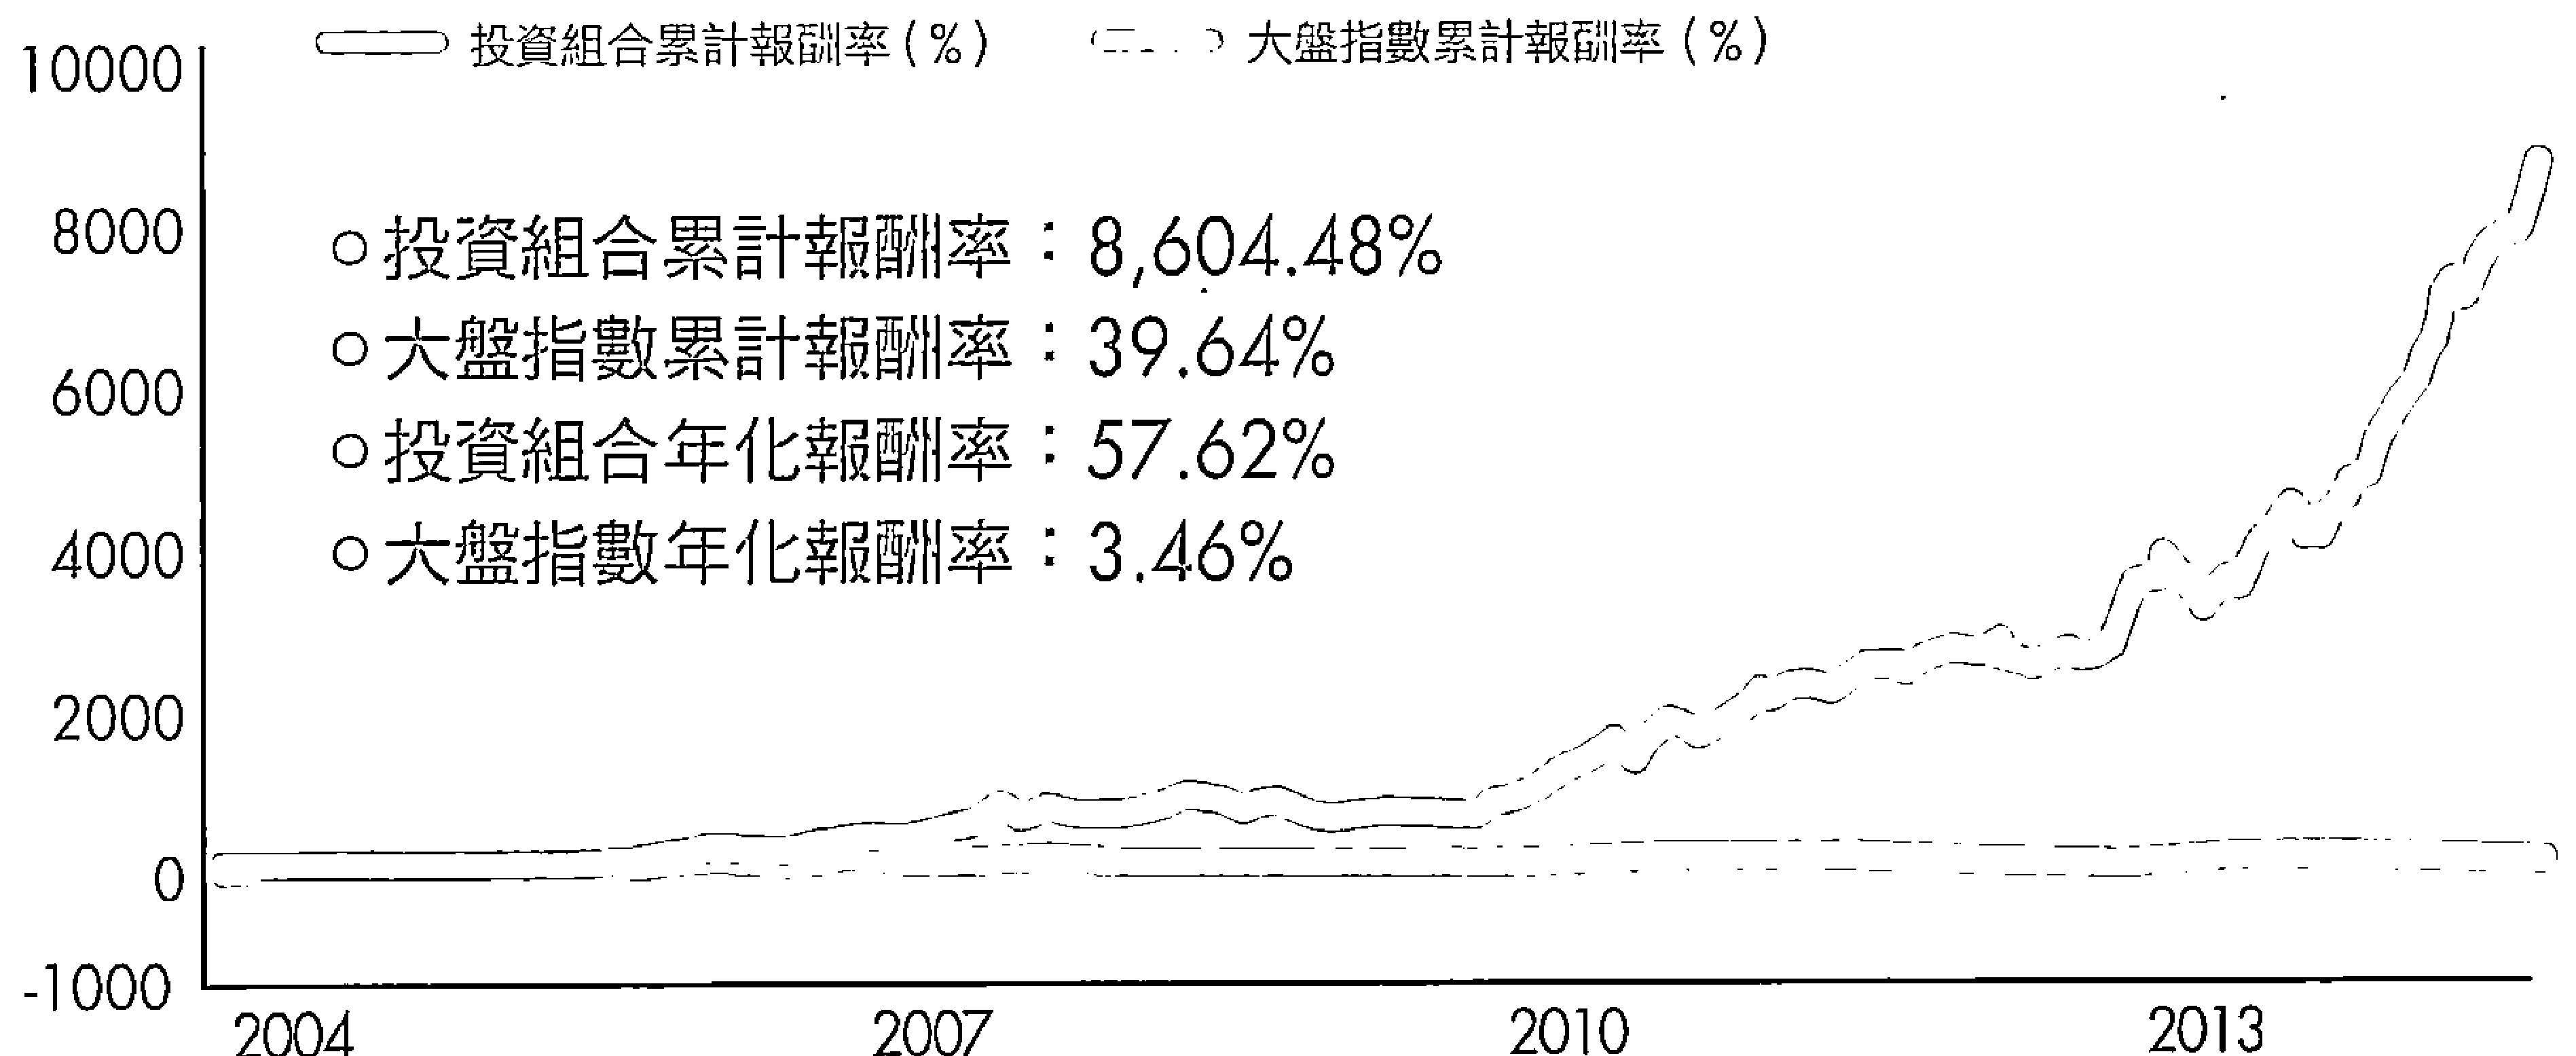 投資組合累計報酬率(%) 大盤指數累計報酬率(%)
10000
8000
6000
4000
2000
0
-1000
○投資組合累計報酬率：8,604.48%
○大盤指數累計報酬率：39.64%
○投資組合年化報酬率：57.62%
○大盤指數年化報酬率：3.46%
2004 2007 2010 2013